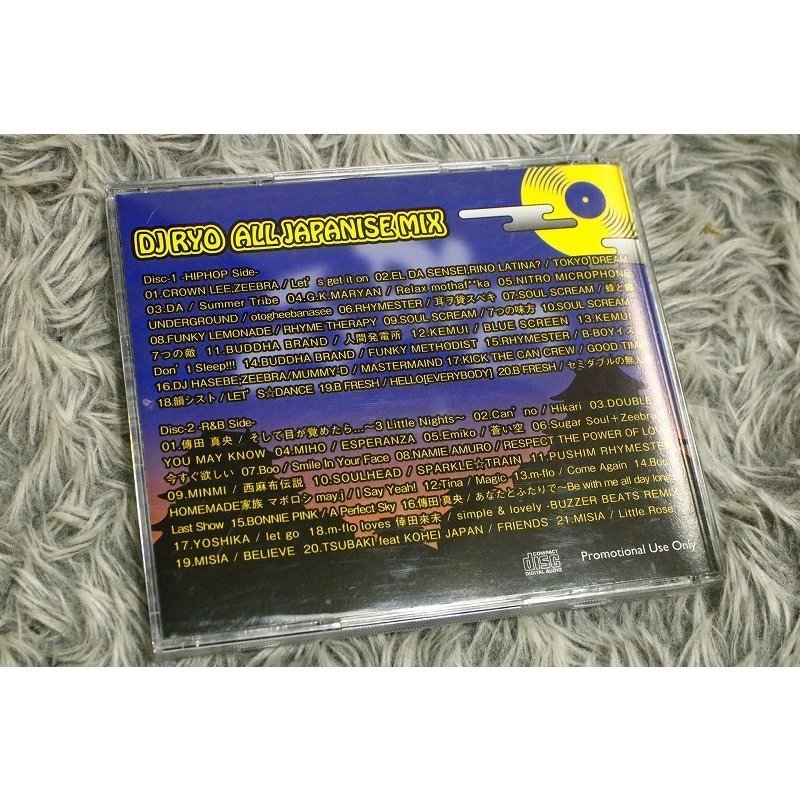 DJ RYO ALL JAPANISE MIX
Disc-1 -HIPHOP Side-
01.CROWN LEE;ZEEBRA / Let's get it on 02.EL DA SENSEI,RINO LATINA? / TOKYO DREAM
03.DA / Summer Tribe 04.G.K.MARYAN / Relax mothaf**ka 05.NITRO MICROPHONE
UNDERGROUND / otogheebanasee 06.RHYMESTER / 耳ヲ貸スベキ 07.SOUL SCREAM / 蜂と蝶
08.FUNKY LEMONADE / RHYME THERAPY 09.SOUL SCREAM / 7つの味方 10.SOUL SCREAM /
7つの敵 11.BUDDHA BRAND / 人間発電所 12.KEMUI / BLUE SCREEN 13.KEMUI /
Don't Sleep!!! 14.BUDDHA BRAND / FUNKY METHODIST 15.RHYMESTER / B-BOYイズ
16.DJ HASEBE;ZEEBRA/MUMMY-D / MASTERMAIND 17.KICK THE CAN CREW / GOOD TIME
18.韻シスト / LET'S☆DANCE 19.B FRESH / HELLO[EVERYBODY] 20.B FRESH / セミダブルの無人
Disc-2 -R&B Side-
01.傳田 真央 / そして目が覚めたら...～3 Little Nights～ 02.Can'no / Hikari 03.DOUBLE
YOU MAY KNOW 04.MIHO / ESPERANZA 05.Emiko / 蒼い空 06.Sugar Soul+Zeebra
今すぐ欲しい 07.Boo / Smile In Your Face 08.NAMIE AMURO / RESPECT THE POWER OF LOVE
09.MINMI / 西麻布伝説 10.SOULHEAD / SPARKLE☆TRAIN 11.PUSHIM RHYMESTER
HOMEMADE家族 マボロシ may.j / I Say Yeah! 12.Tina / Magic 13.m-flo / Come Again 14.Boo
Last Show 15.BONNIE PINK / A Perfect Sky 16.傳田 真央 / あなたとふたりで～Be with me all day long
17.YOSHIKA / let go 18.m-flo loves 倖田來未 / simple & lovely -BUZZER BEATS REMIX
19.MISIA / BELIEVE 20.TSUBAKI feat KOHEI JAPAN / FRIENDS 21.MISIA / Little Rose
COMPACT
disc
DIGITAL AUDIO
Promotional Use Only